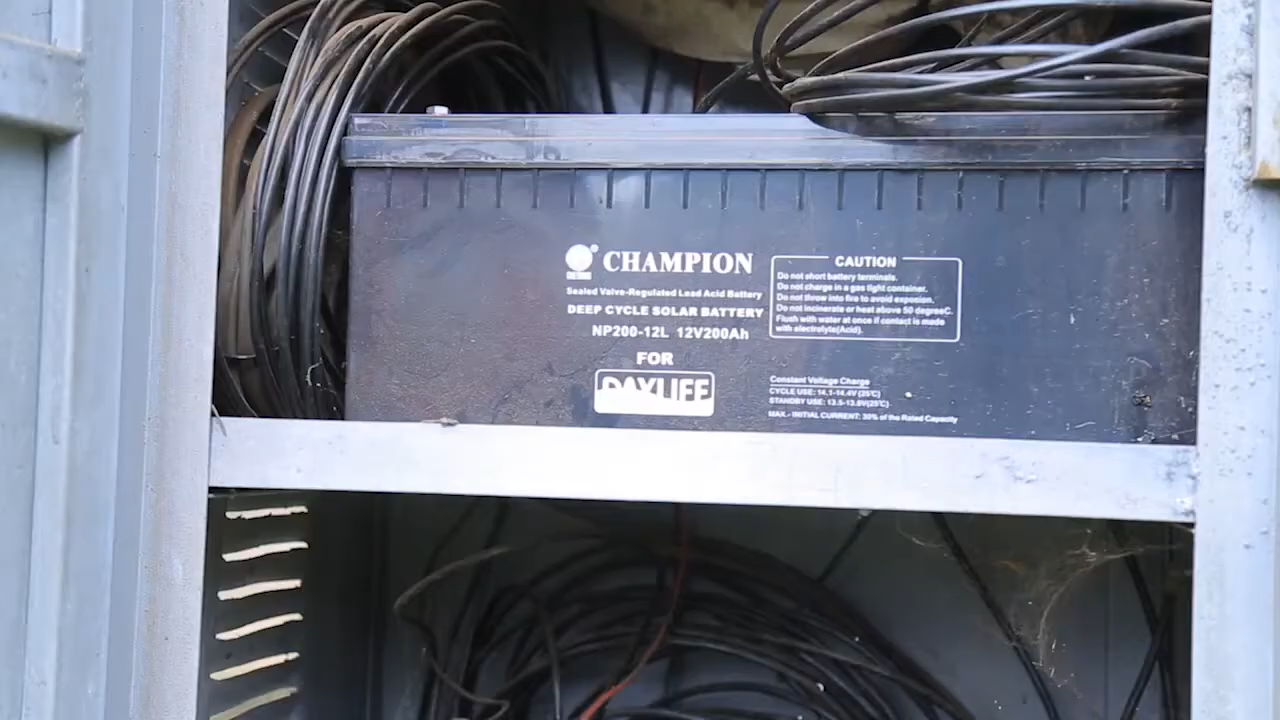 CHAMPION
Sealed Valve-Regulated Lead Acid Battery
DEEP CYCLE SOLAR BATTERY
NP200-12L 12V200Ah
FOR
DAYLIFF
CAUTION
Do not short battery terminals.
Do not charge in a gas tight container.
Do not throw into fire to avoid exposion.
Do not incinerate or heat above 50 degreesC.
Flush with water at once if contact is made
with electrolyte(Acid).
Constant Voltage Charge
CYCLE USE: 14.1-14.4V (25°C)
STANDBY USE: 13.5-13.8V(25°C)
MAX.- INITIAL CURRENT: 30% of the Rated Capacity